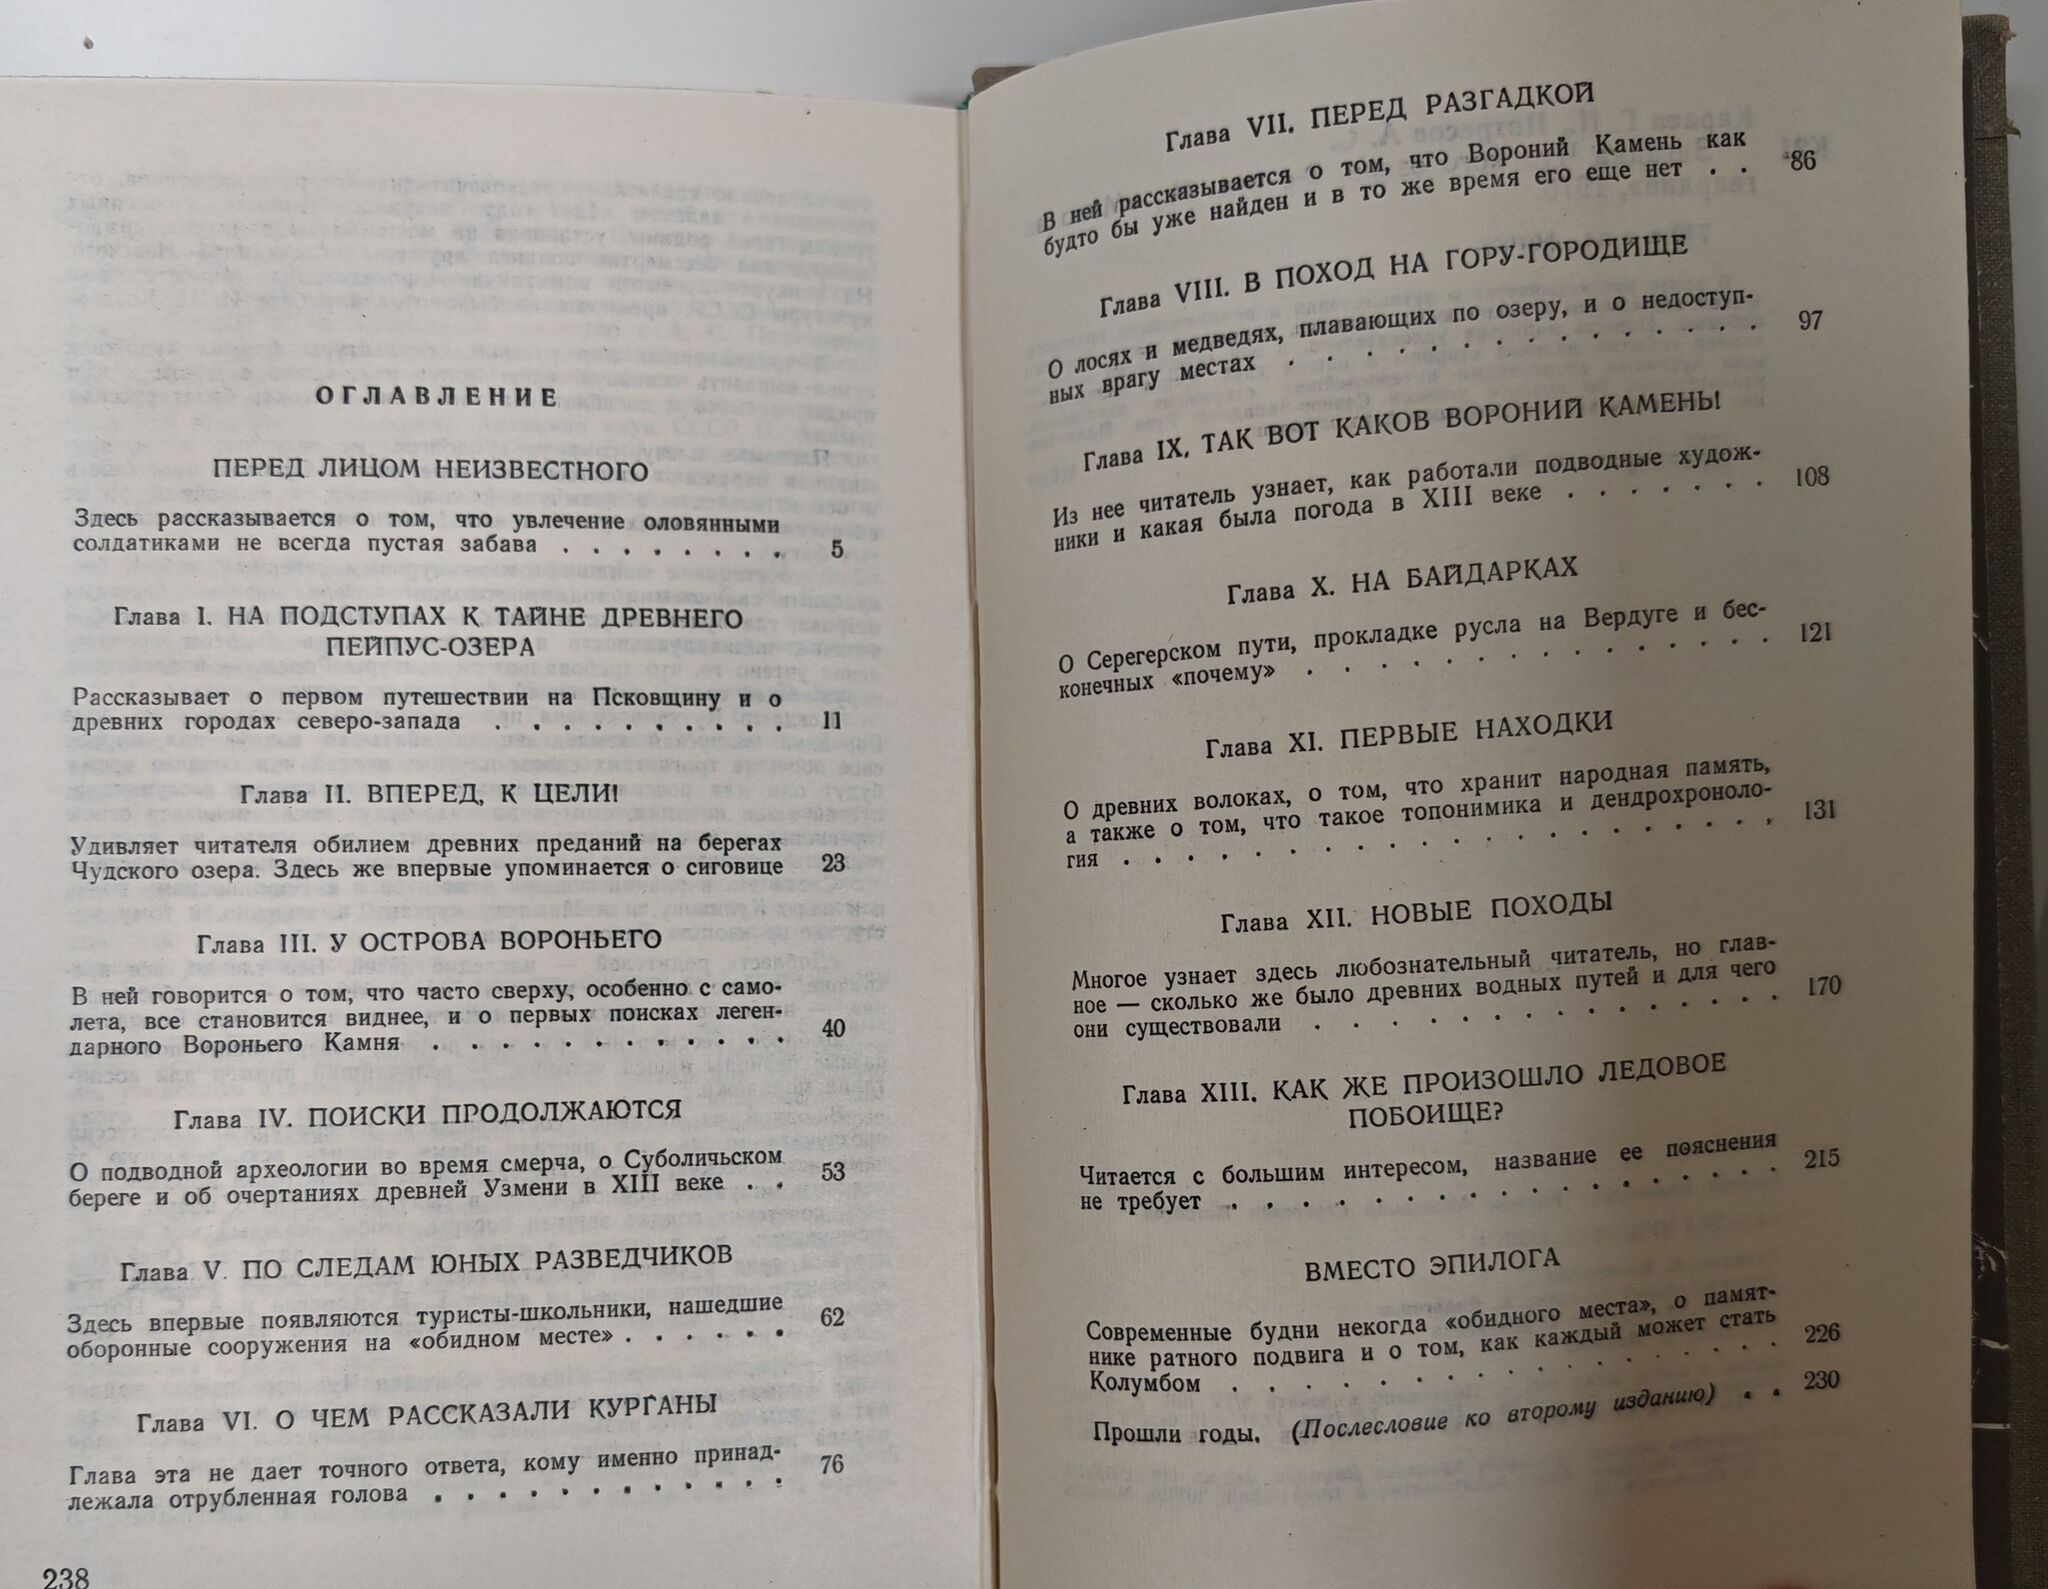 ОГЛАВЛЕНИЕ
ПЕРЕД ЛИЦОМ НЕИЗВЕСТНОГО
Здесь рассказывается о том, что увлечение оловянными
солдатиками не всегда пустая забава . . . . . . . . 5
Глава I. НА ПОДСТУПАХ К ТАЙНЕ ДРЕВНЕГО
ПЕЙПУС-ОЗЕРА
Рассказывает о первом путешествии на Псковщину и о
древних городах северо-запада . . . . . . . . . . 11
Глава II. ВПЕРЕД, К ЦЕЛИ!
Удивляет читателя обилием древних преданий на берегах
Чудского озера. Здесь же впервые упоминается о сиговице 23
Глава III. У ОСТРОВА ВОРОНЬЕГО
В ней говорится о том, что часто сверху, особенно с само-
лета, все становится виднее, и о первых поисках леген-
дарного Вороньего Камня . . . . . . . . . . . . 40
Глава IV. ПОИСКИ ПРОДОЛЖАЮТСЯ
О подводной археологии во время смерча, о Суболичьском
береге и об очертаниях древней Узмени в XIII веке . . 53
Глава V. ПО СЛЕДАМ ЮНЫХ РАЗВЕДЧИКОВ
Здесь впервые появляются туристы-школьники, нашедшие
оборонные сооружения на «обидном месте» . . . . . . 62
Глава VI. О ЧЕМ РАССКАЗАЛИ КУРГАНЫ
Глава эта не дает точного ответа, кому именно принад-
лежала отрубленная голова . . . . . . . . . . . . 76
238
Глава VII. ПЕРЕД РАЗГАДКОЙ
В ней рассказывается о том, что Вороний Камень как
будто бы уже найден и в то же время его еще нет . . 86
Глава VIII. В ПОХОД НА ГОРУ-ГОРОДИЩЕ
О лосях и медведях, плавающих по озеру, и о недоступ-
ных врагу местах . . . . . . . . . . . . . . 97
Глава IX. ТАК ВОТ КАКОВ ВОРОНИЙ КАМЕНЬ!
Из нее читатель узнает, как работали подводные худож-
ники и какая была погода в XIII веке . . . . . . . 108
Глава X. НА БАЙДАРКАХ
О Серегерском пути, прокладке русла на Вердуге и бес-
конечных «почему» . . . . . . . . . . . . . . 121
Глава XI. ПЕРВЫЕ НАХОДКИ
О древних волоках, о том, что хранит народная память,
а также о том, что такое топонимика и дендрохроноло-
гия . . . . . . . . . . . . . . . . . . . . 131
Глава XII. НОВЫЕ ПОХОДЫ
Многое узнает здесь любознательный читатель, но глав-
ное — сколько же было древних водных путей и для чего
они существовали . . . . . . . . . . . . . . 170
Глава XIII. КАК ЖЕ ПРОИЗОШЛО ЛЕДОВОЕ
ПОБОИЩЕ?
Читается с большим интересом, название ее пояснения
не требует . . . . . . . . . . . . . . . . . 215
ВМЕСТО ЭПИЛОГА
Современные будни некогда «обидного места», о памят-
нике ратного подвига и о том, как каждый может стать
Колумбом . . . . . . . . . . . . . . . . . 226
Прошли годы. (Послесловие ко второму изданию) . . 230